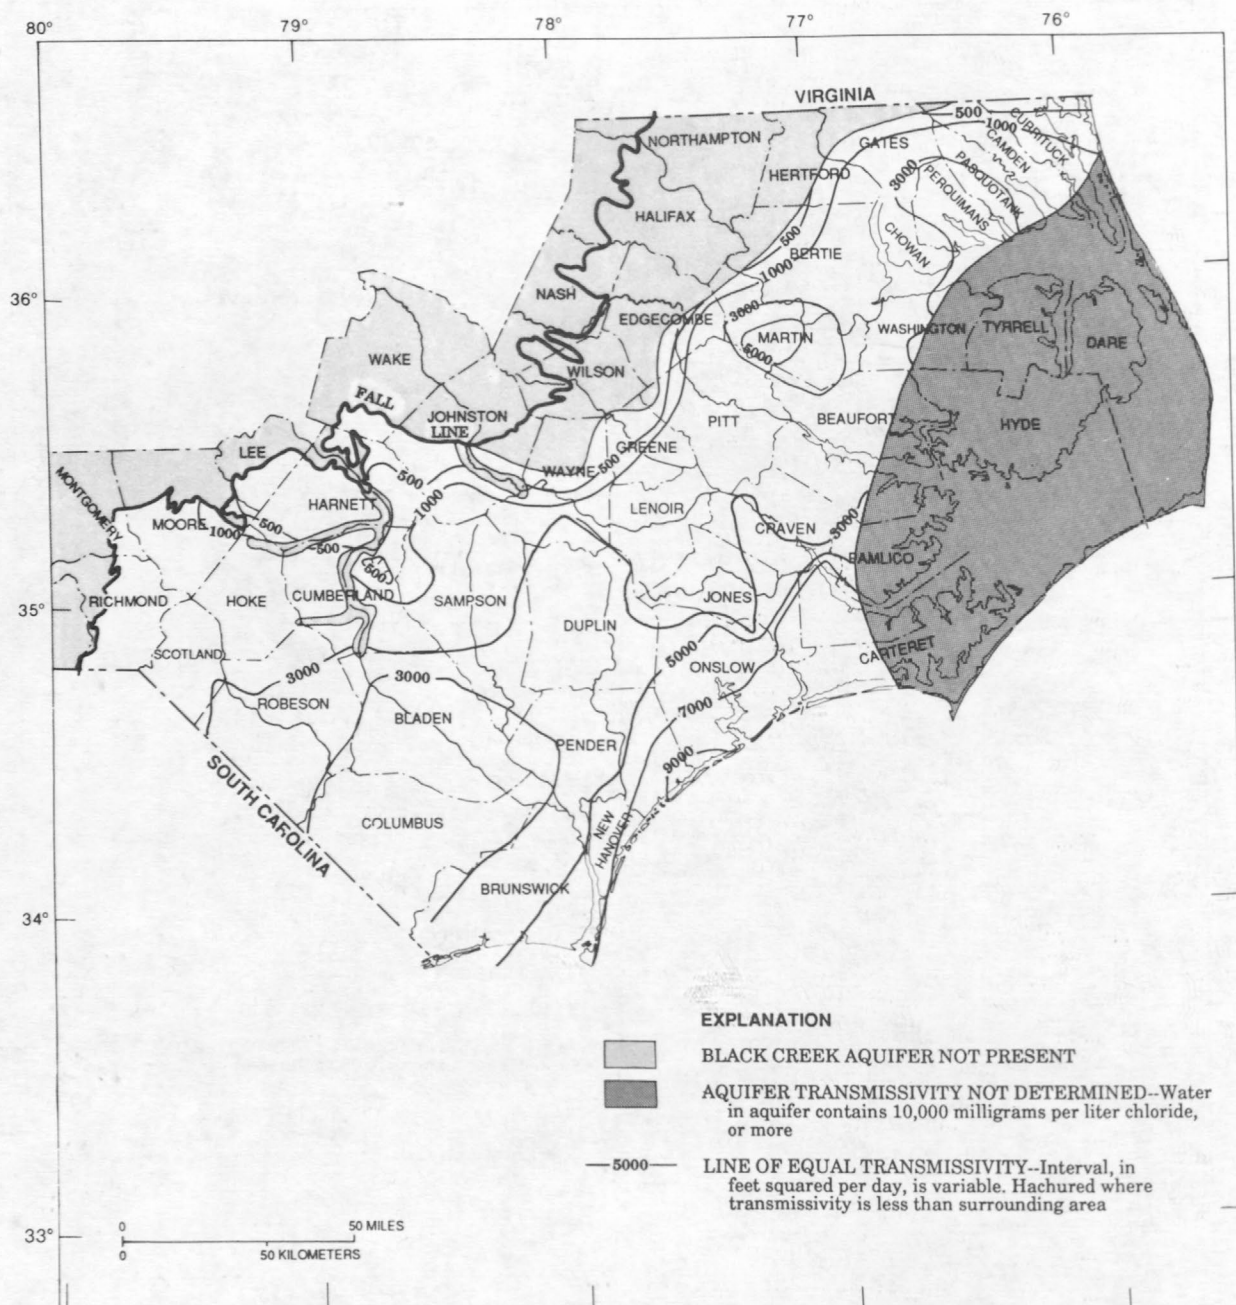 80°
79°
78°
77°
76°
VIRGINIA
500
1000
CURRITUCK
NORTHAMPTON
GATES
CAMDEN
HERTFORD
3000
PASQUOTANK
PERQUIMANS
HALIFAX
CHOWAN
500
BERTIE
1000
36°
NASH
3000
EDGECOMBE
MARTIN
WASHINGTON
TYRRELL
DARE
5000
WAKE
WILSON
FALL
JOHNSTON
LINE
PITT
BEAUFORT
HYDE
LEE
GREENE
500
WAYNE
500
MONTGOMERY
HARNETT
1000
LENOIR
MOORE
1000
500
CRAVEN
3000
500
PAMLICO
500
RICHMOND
HOKE
CUMBERLAND
SAMPSON
JONES
35°
DUPLIN
SCOTLAND
5000
ONSLOW
CARTERET
3000
3000
ROBESON
BLADEN
7000
PENDER
9000
SOUTH CAROLINA
COLUMBUS
NEW
HANOVER
BRUNSWICK
34°
EXPLANATION
BLACK CREEK AQUIFER NOT PRESENT
AQUIFER TRANSMISSIVITY NOT DETERMINED--Water
in aquifer contains 10,000 milligrams per liter chloride,
or more
5000
LINE OF EQUAL TRANSMISSIVITY--Interval, in
feet squared per day, is variable. Hachured where
transmissivity is less than surrounding area
0 50 MILES
0 50 KILOMETERS
33°